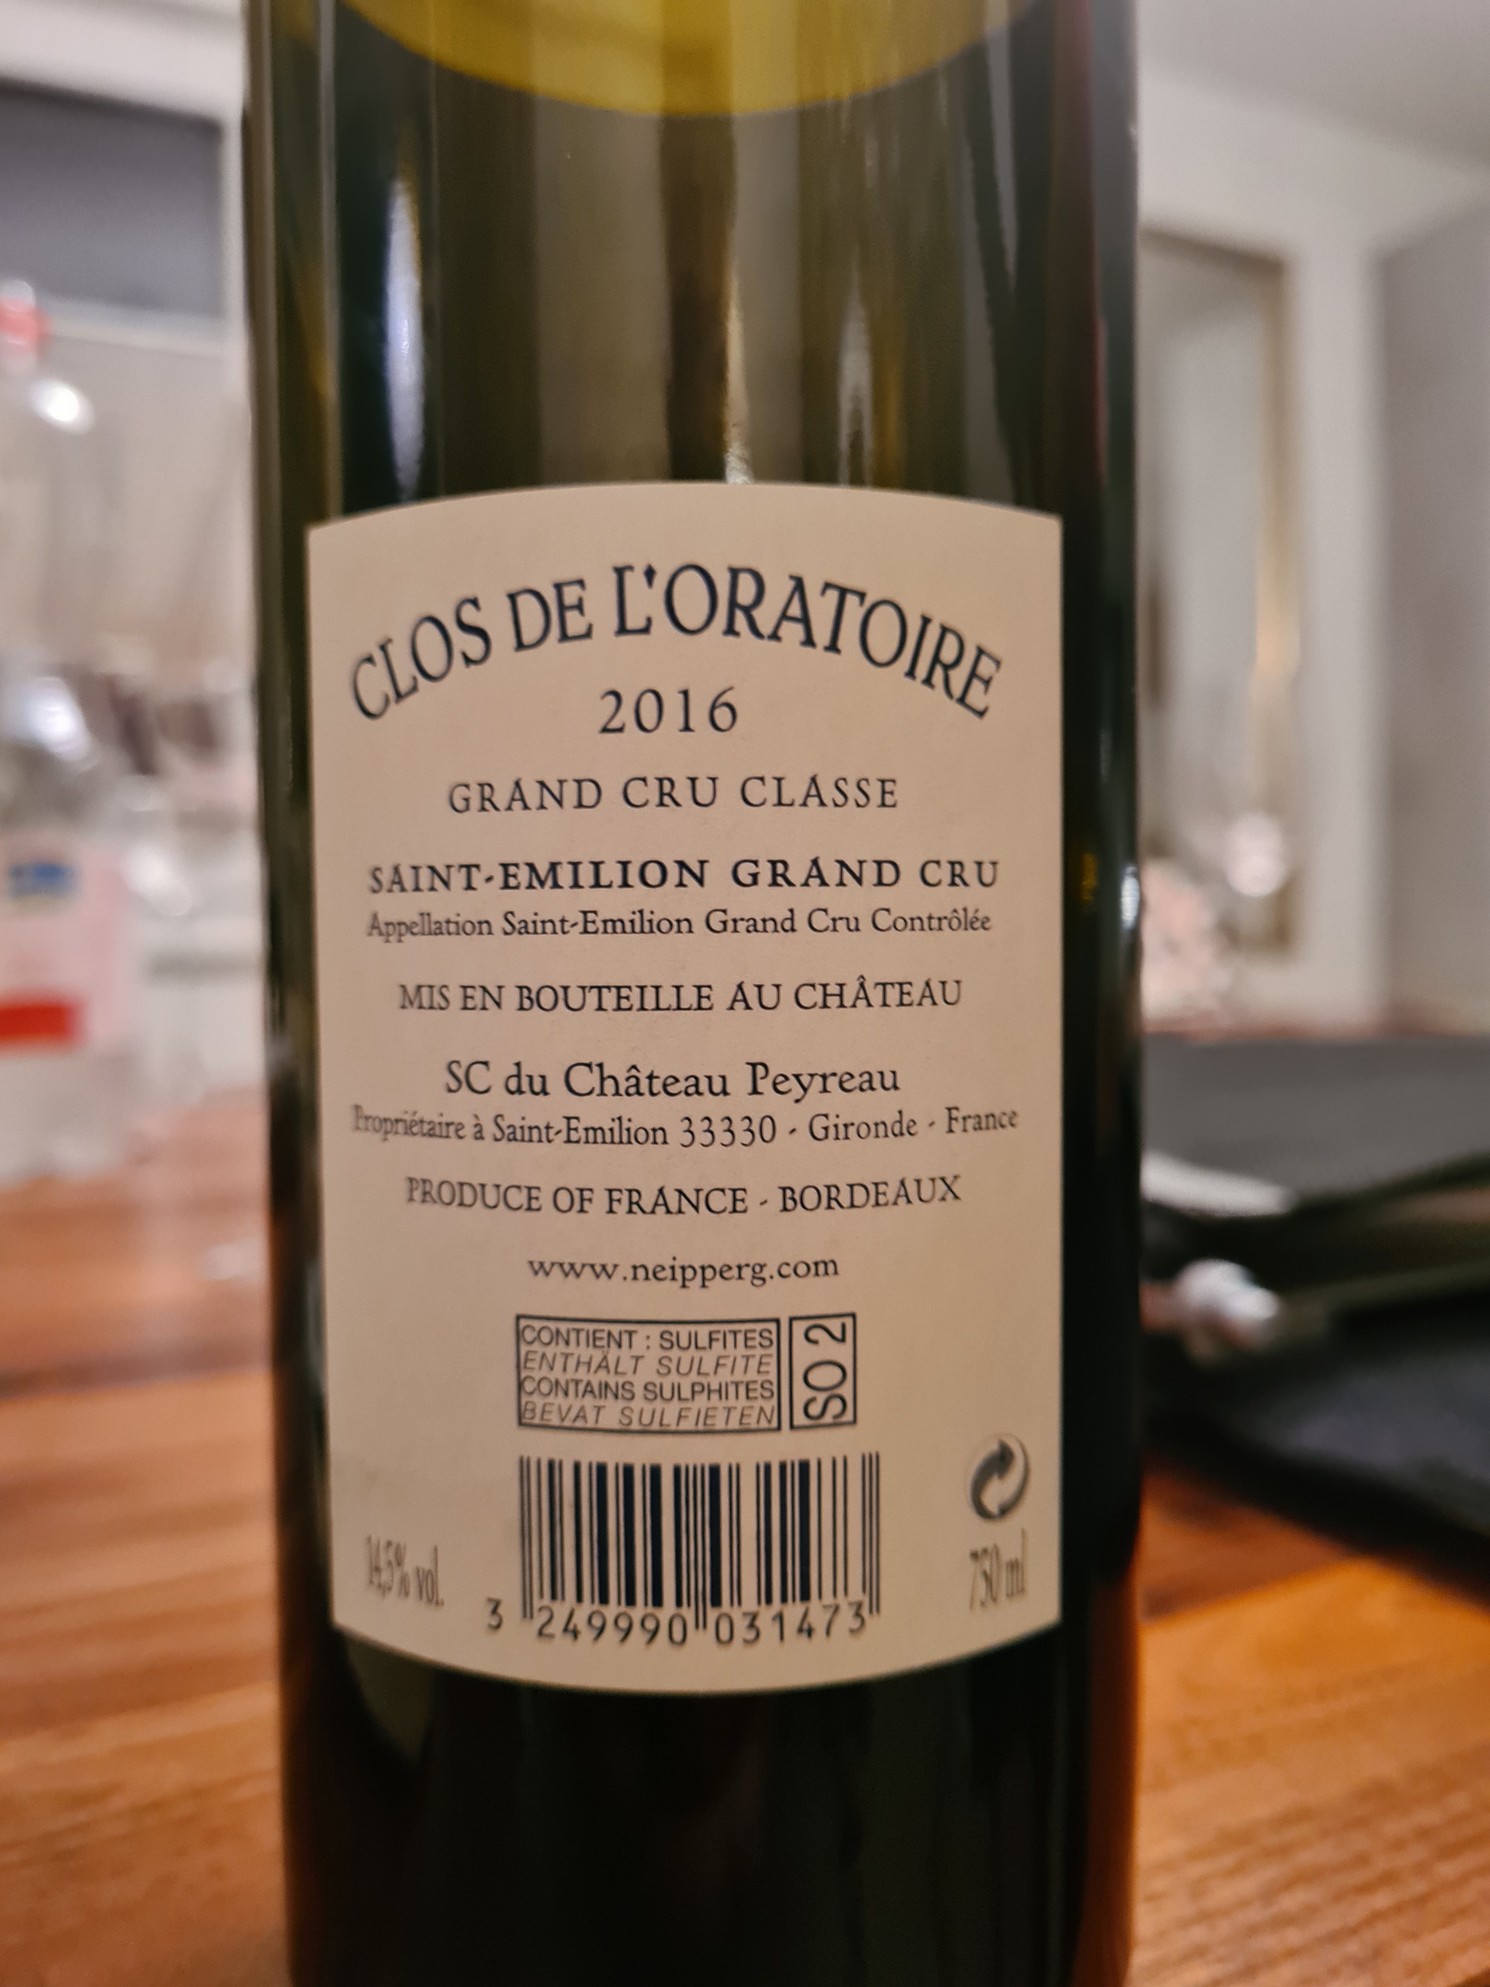 CLOS DE L'ORATOIRE
2016
GRAND CRU CLASSE
SAINT-EMILION GRAND CRU
Appellation Saint-Emilion Grand Cru Contrôlée
MIS EN BOUTEILLE AU CHÂTEAU
SC du Château Peyreau
Propriétaire à Saint-Emilion 33330 - Gironde - France
PRODUCE OF FRANCE - BORDEAUX
www.neipperg.com
CONTIENT : SULFITES
ENTHÄLT SULFITE
CONTAINS SULPHITES
BEVAT SULFIETEN
SO2
14,5% vol.
750 ml
3 249990 031473